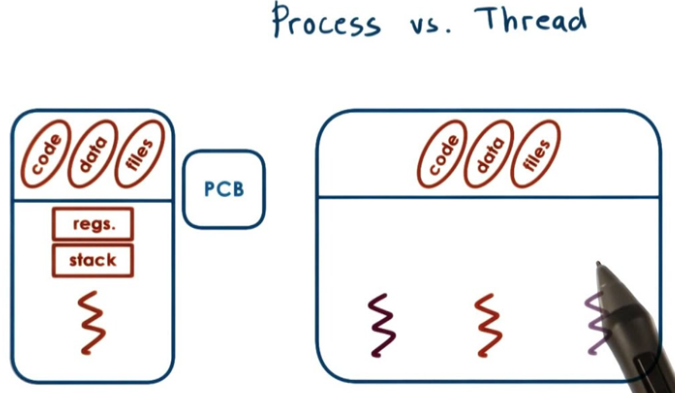 Process vs. Thread
code data files
PCB
regs.
stack
code data files